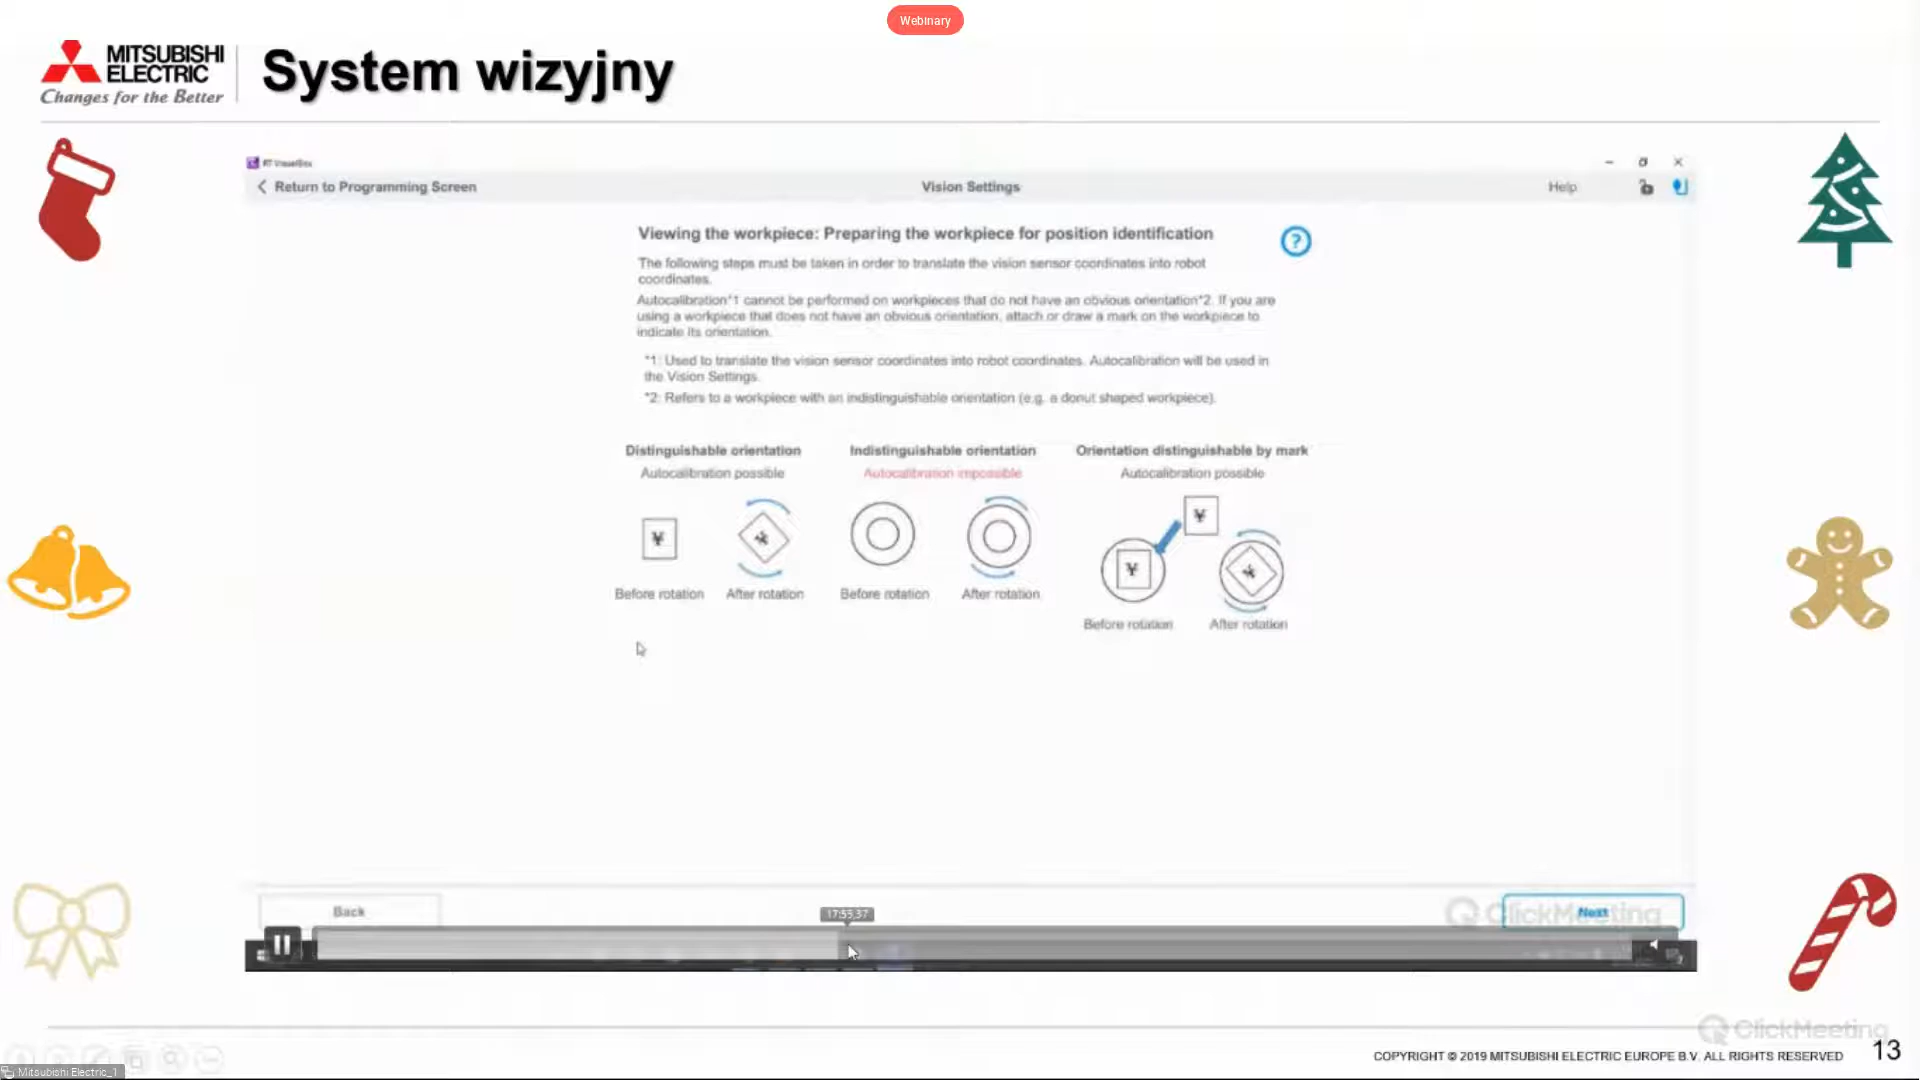 Webinary
MITSUBISHI
ELECTRIC
Changes for the Better
System wizyjny
RT VisualBox
Return to Programming Screen
Vision Settings
Help
Viewing the workpiece: Preparing the workpiece for position identification
The following steps must be taken in order to translate the vision sensor coordinates into robot
coordinates.
Autocalibration*1 cannot be performed on workpieces that do not have an obvious orientation*2. If you are
using a workpiece that does not have an obvious orientation, attach or draw a mark on the workpiece to
indicate its orientation.
*1: Used to translate the vision sensor coordinates into robot coordinates. Autocalibration will be used in
the Vision Settings.
*2: Refers to a workpiece with an indistinguishable orientation (e.g. a donut shaped workpiece).
Distinguishable orientation
Autocalibration possible
Indistinguishable orientation
Autocalibration impossible
Orientation distinguishable by mark
Autocalibration possible
¥
¥
¥
¥
¥
Before rotation
After rotation
Before rotation
After rotation
Before rotation
After rotation
Back
17:55,37
Next
ClickMeeting
ClickMeeting
COPYRIGHT © 2019 MITSUBISHI ELECTRIC EUROPE B.V. ALL RIGHTS RESERVED
13
Mitsubishi Electric_1